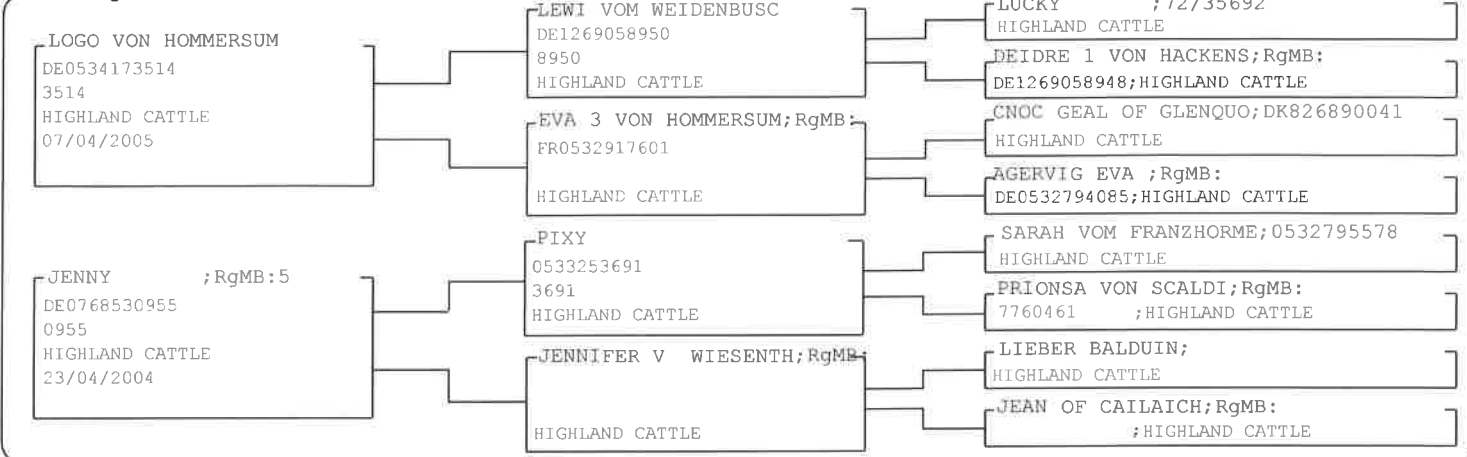 LOGO VON HOMMERSUM
DE0534173514
3514
HIGHLAND CATTLE
07/04/2005
JENNY ;RgMB:5
DE0768530955
0955
HIGHLAND CATTLE
23/04/2004
LEWI VOM WEIDENBUSC
DE1269058950
8950
HIGHLAND CATTLE
EVA 3 VON HOMMERSUM;RgMB:
FR0532917601
HIGHLAND CATTLE
PIXY
0533253691
3691
HIGHLAND CATTLE
JENNIFER V WIESENTH;RgMB:
HIGHLAND CATTLE
LUCKY ;72/35692
HIGHLAND CATTLE
DEIDRE 1 VON HACKENS;RgMB:
DE1269058948;HIGHLAND CATTLE
CNOC GEAL OF GLENQUO;DK826890041
HIGHLAND CATTLE
AGERVIG EVA ;RgMB:
DE0532794085;HIGHLAND CATTLE
SARAH VOM FRANZHORME;0532795578
HIGHLAND CATTLE
PRIONSA VON SCALDI;RgMB:
7760461 ;HIGHLAND CATTLE
LIEBER BALDUIN;
HIGHLAND CATTLE
JEAN OF CAILAICH;RgMB:
;HIGHLAND CATTLE